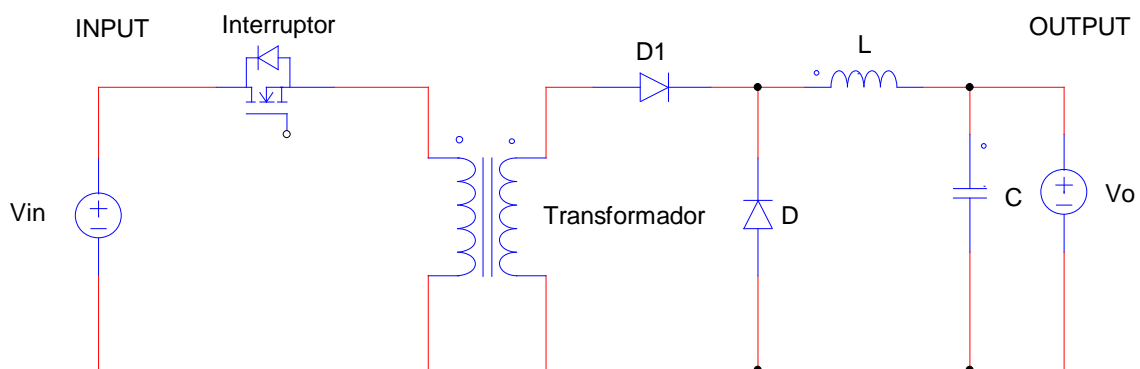 INPUT
Interruptor
OUTPUT
D1
L
Vin
Transformador
D
C
Vo